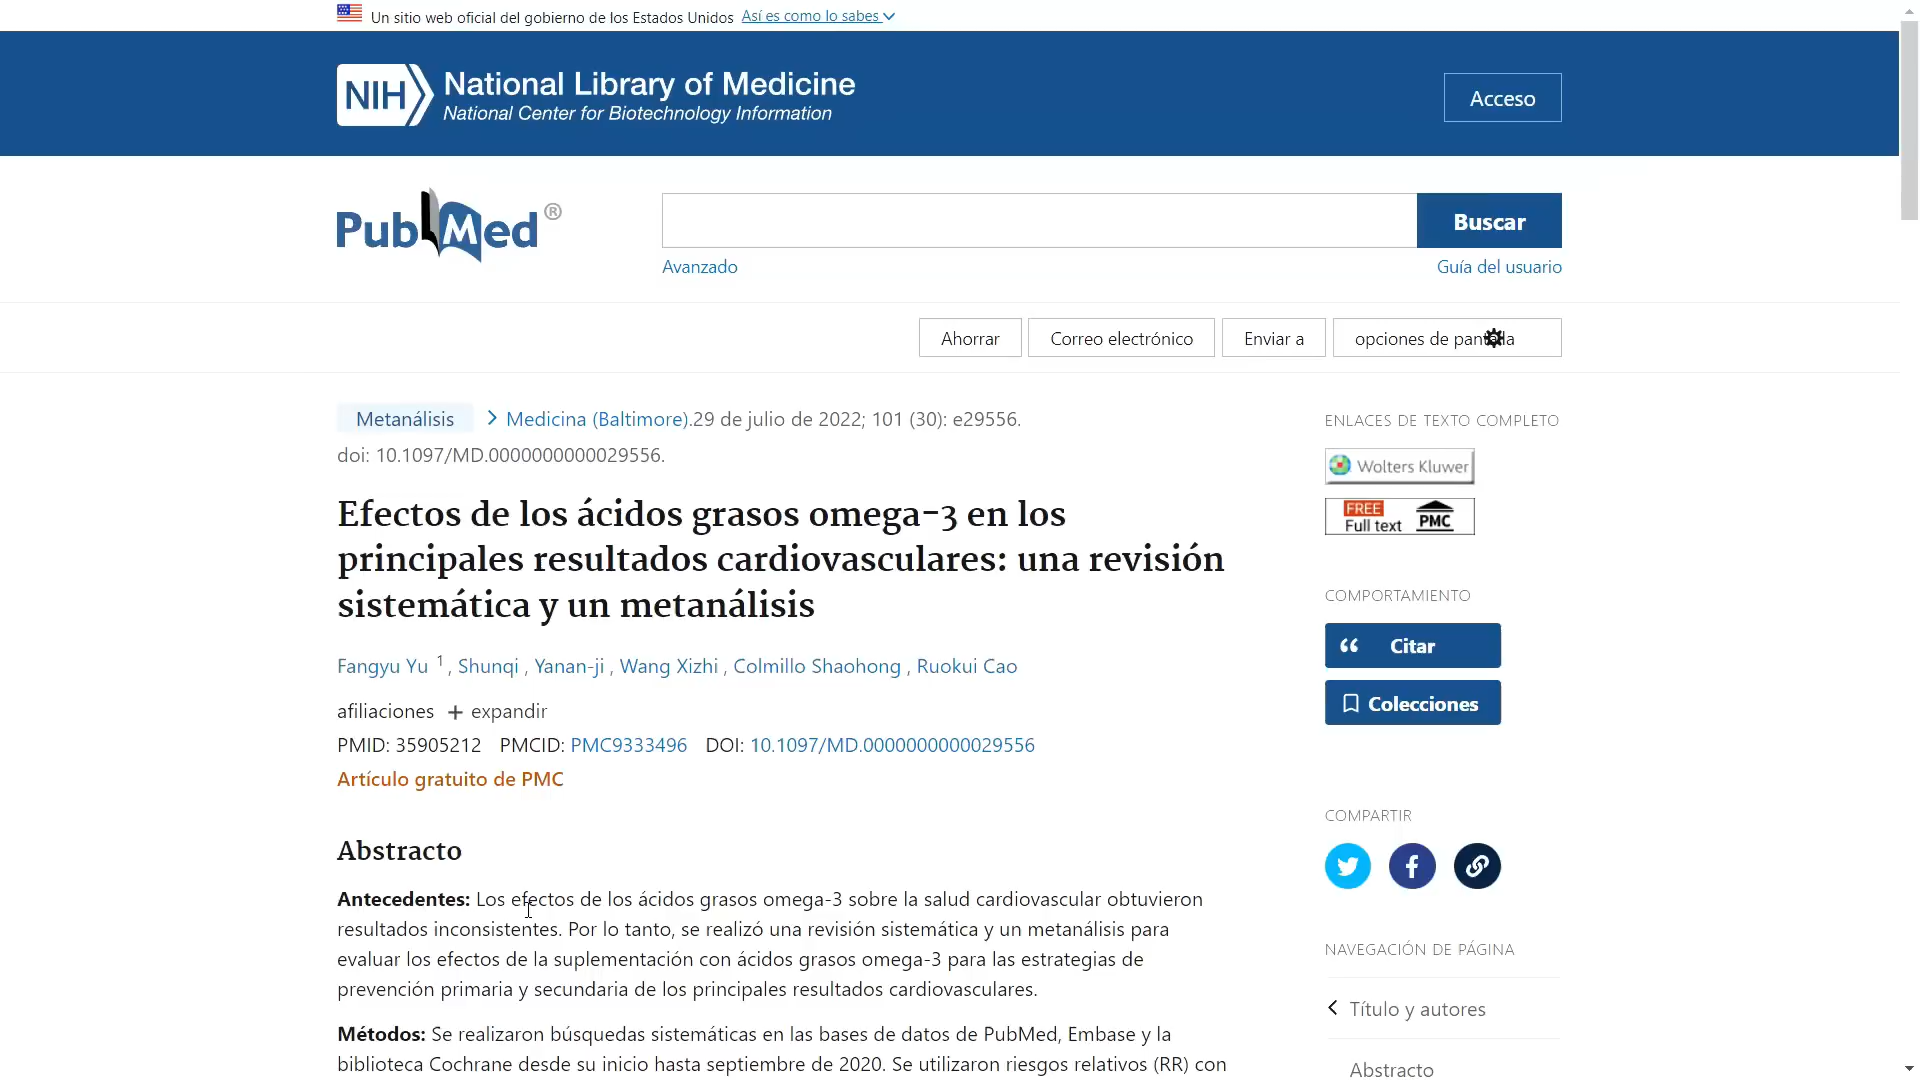 Un sitio web oficial del gobierno de los Estados Unidos Así es como lo sabes
NIH National Library of Medicine
National Center for Biotechnology Information
Acceso
PubMed®
Buscar
Avanzado
Guía del usuario
Ahorrar
Correo electrónico
Enviar a
opciones de pantalla
Metanálisis
Medicina (Baltimore).29 de julio de 2022; 101 (30): e29556.
doi: 10.1097/MD.0000000000029556.
Efectos de los ácidos grasos omega-3 en los
principales resultados cardiovasculares: una revisión
sistemática y un metanálisis
Fangyu Yu 1 , Shunqi , Yanan-ji , Wang Xizhi , Colmillo Shaohong , Ruokui Cao
afiliaciones + expandir
PMID: 35905212 PMCID: PMC9333496 DOI: 10.1097/MD.0000000000029556
Artículo gratuito de PMC
Abstracto
Antecedentes: Los efectos de los ácidos grasos omega-3 sobre la salud cardiovascular obtuvieron
resultados inconsistentes. Por lo tanto, se realizó una revisión sistemática y un metanálisis para
evaluar los efectos de la suplementación con ácidos grasos omega-3 para las estrategias de
prevención primaria y secundaria de los principales resultados cardiovasculares.
Métodos: Se realizaron búsquedas sistemáticas en las bases de datos de PubMed, Embase y la
biblioteca Cochrane desde su inicio hasta septiembre de 2020. Se utilizaron riesgos relativos (RR) con
ENLACES DE TEXTO COMPLETO
Wolters Kluwer
FREE
Full text PMC
COMPORTAMIENTO
Citar
Colecciones
COMPARTIR
NAVEGACIÓN DE PÁGINA
Título y autores
Abstracto